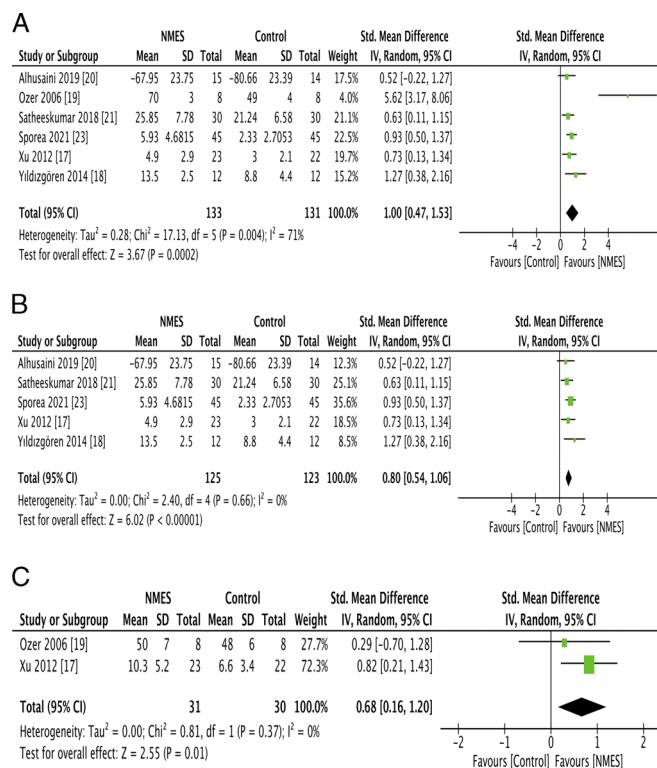 A
NMES Control Std. Mean Difference Std. Mean Difference
Study or Subgroup Mean SD Total Mean SD Total Weight IV, Random, 95% CI IV, Random, 95% CI
Alhusaini 2019 [20] −67.95 23.75 15 −80.66 23.39 14 17.5% 0.52 [−0.22, 1.27]
Ozer 2006 [19] 70 3 8 49 4 8 4.0% 5.62 [3.17, 8.06]
Satheeskumar 2018 [21] 25.85 7.78 30 21.24 6.58 30 21.1% 0.63 [0.11, 1.15]
Sporea 2021 [23] 5.93 4.6815 45 2.33 2.7053 45 22.5% 0.93 [0.50, 1.37]
Xu 2012 [17] 4.9 2.9 23 3 2.1 22 19.7% 0.73 [0.13, 1.34]
Yıldızgören 2014 [18] 13.5 2.5 12 8.8 4.4 12 15.2% 1.27 [0.38, 2.16]
Total (95% CI) 133 131 100.0% 1.00 [0.47, 1.53]
Heterogeneity: Tau² = 0.28; Chi² = 17.13, df = 5 (P = 0.004); I² = 71%
Test for overall effect: Z = 3.67 (P = 0.0002)
−4 −2 0 2 4
Favours [Control] Favours [NMES]
B
NMES Control Std. Mean Difference Std. Mean Difference
Study or Subgroup Mean SD Total Mean SD Total Weight IV, Random, 95% CI IV, Random, 95% CI
Alhusaini 2019 [20] −67.95 23.75 15 −80.66 23.39 14 12.3% 0.52 [−0.22, 1.27]
Satheeskumar 2018 [21] 25.85 7.78 30 21.24 6.58 30 25.1% 0.63 [0.11, 1.15]
Sporea 2021 [23] 5.93 4.6815 45 2.33 2.7053 45 35.6% 0.93 [0.50, 1.37]
Xu 2012 [17] 4.9 2.9 23 3 2.1 22 18.5% 0.73 [0.13, 1.34]
Yıldızgören 2014 [18] 13.5 2.5 12 8.8 4.4 12 8.5% 1.27 [0.38, 2.16]
Total (95% CI) 125 123 100.0% 0.80 [0.54, 1.06]
Heterogeneity: Tau² = 0.00; Chi² = 2.40, df = 4 (P = 0.66); I² = 0%
Test for overall effect: Z = 6.02 (P < 0.00001)
−4 −2 0 2 4
Favours [Control] Favours [NMES]
C
NMES Control Std. Mean Difference Std. Mean Difference
Study or Subgroup Mean SD Total Mean SD Total Weight IV, Random, 95% CI IV, Random, 95% CI
Ozer 2006 [19] 50 7 8 48 6 8 27.7% 0.29 [−0.70, 1.28]
Xu 2012 [17] 10.3 5.2 23 6.6 3.4 22 72.3% 0.82 [0.21, 1.43]
Total (95% CI) 31 30 100.0% 0.68 [0.16, 1.20]
Heterogeneity: Tau² = 0.00; Chi² = 0.81, df = 1 (P = 0.37); I² = 0%
Test for overall effect: Z = 2.55 (P = 0.01)
−2 −1 0 1 2
Favours [Control] Favours [NMES]